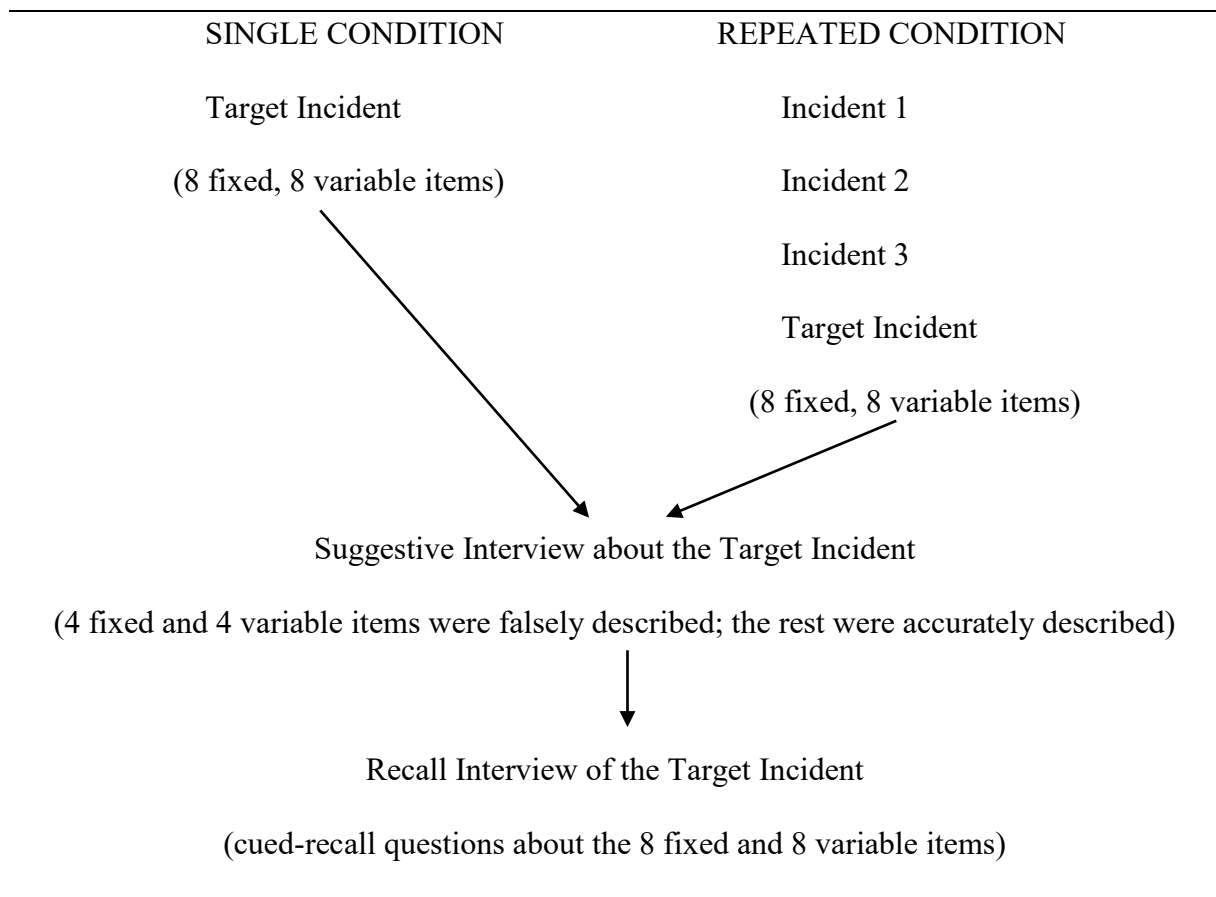 SINGLE CONDITION REPEATED CONDITION
Target Incident Incident 1
(8 fixed, 8 variable items) Incident 2
Incident 3
Target Incident
(8 fixed, 8 variable items)
Suggestive Interview about the Target Incident
(4 fixed and 4 variable items were falsely described; the rest were accurately described)
Recall Interview of the Target Incident
(cued-recall questions about the 8 fixed and 8 variable items)